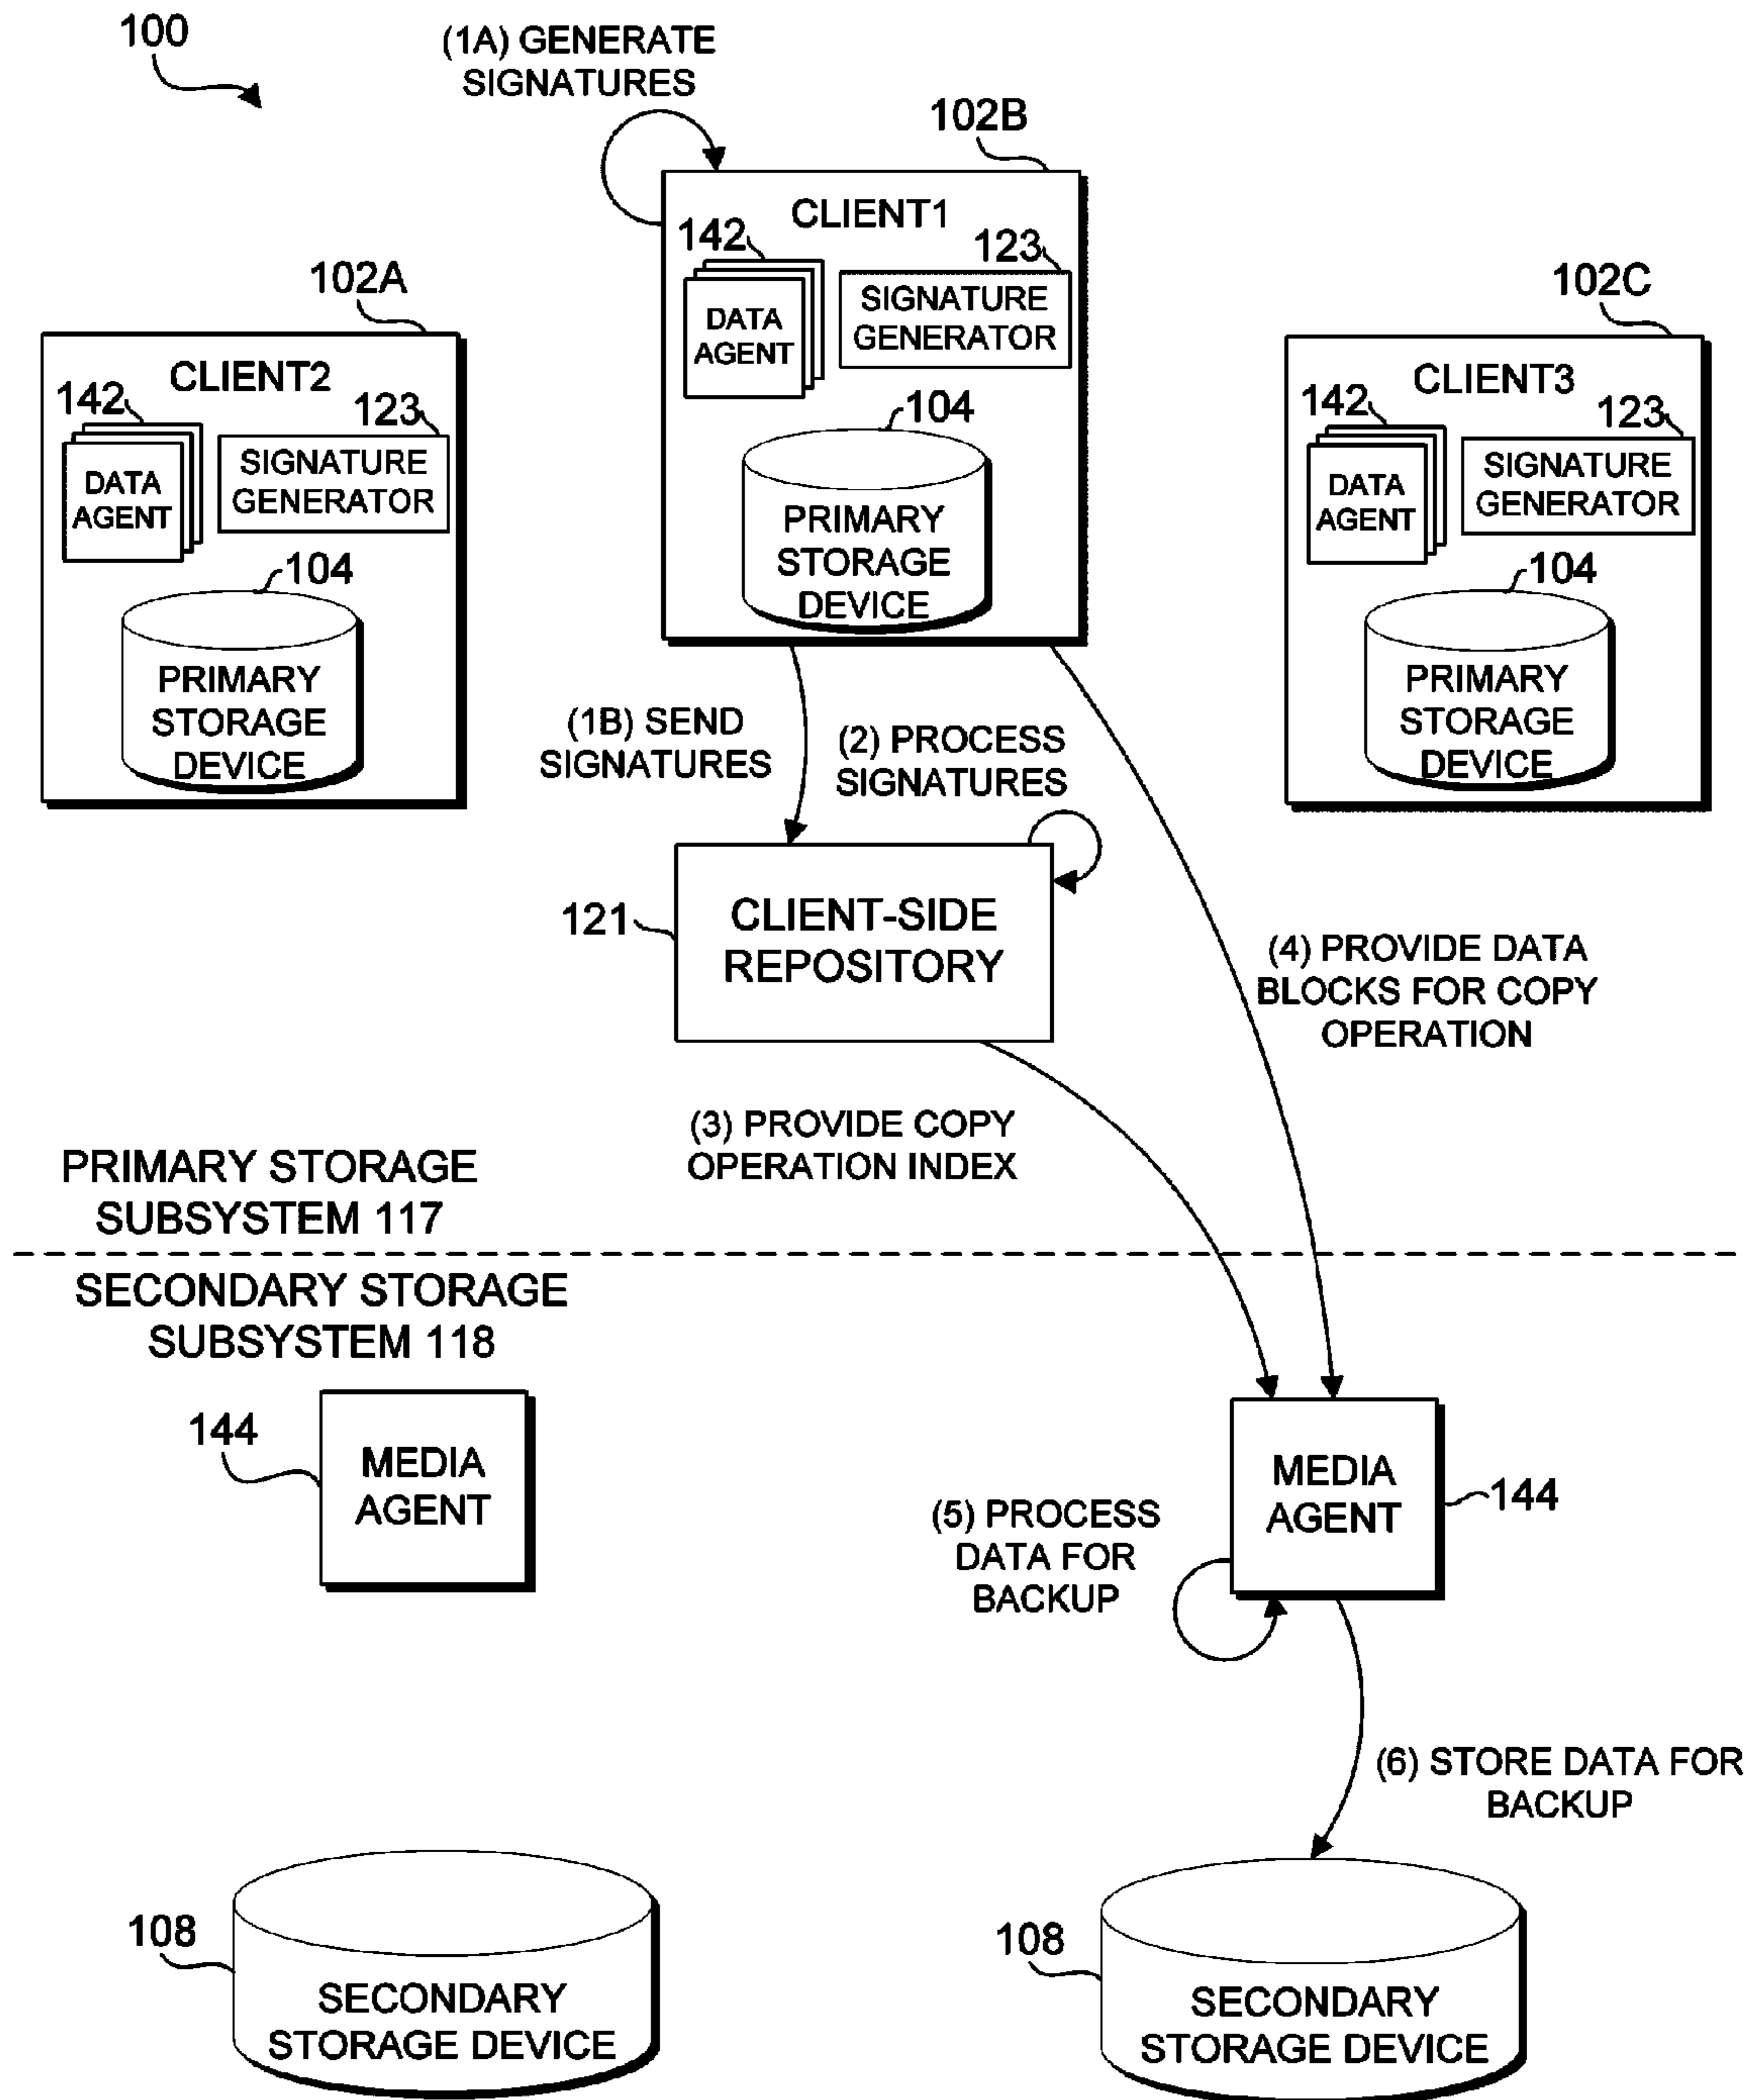 100
(1A) GENERATE
SIGNATURES
102B
CLIENT1
142
123
DATA
AGENT
SIGNATURE
GENERATOR
104
PRIMARY
STORAGE
DEVICE
102A
CLIENT2
142
123
DATA
AGENT
SIGNATURE
GENERATOR
104
PRIMARY
STORAGE
DEVICE
102C
CLIENT3
142
123
DATA
AGENT
SIGNATURE
GENERATOR
104
PRIMARY
STORAGE
DEVICE
(1B) SEND
SIGNATURES
(2) PROCESS
SIGNATURES
121
CLIENT-SIDE
REPOSITORY
(4) PROVIDE DATA
BLOCKS FOR COPY
OPERATION
(3) PROVIDE COPY
OPERATION INDEX
PRIMARY STORAGE
SUBSYSTEM 117
SECONDARY STORAGE
SUBSYSTEM 118
144
MEDIA
AGENT
MEDIA
AGENT
144
(5) PROCESS
DATA FOR
BACKUP
(6) STORE DATA FOR
BACKUP
108
SECONDARY
STORAGE DEVICE
108
SECONDARY
STORAGE DEVICE